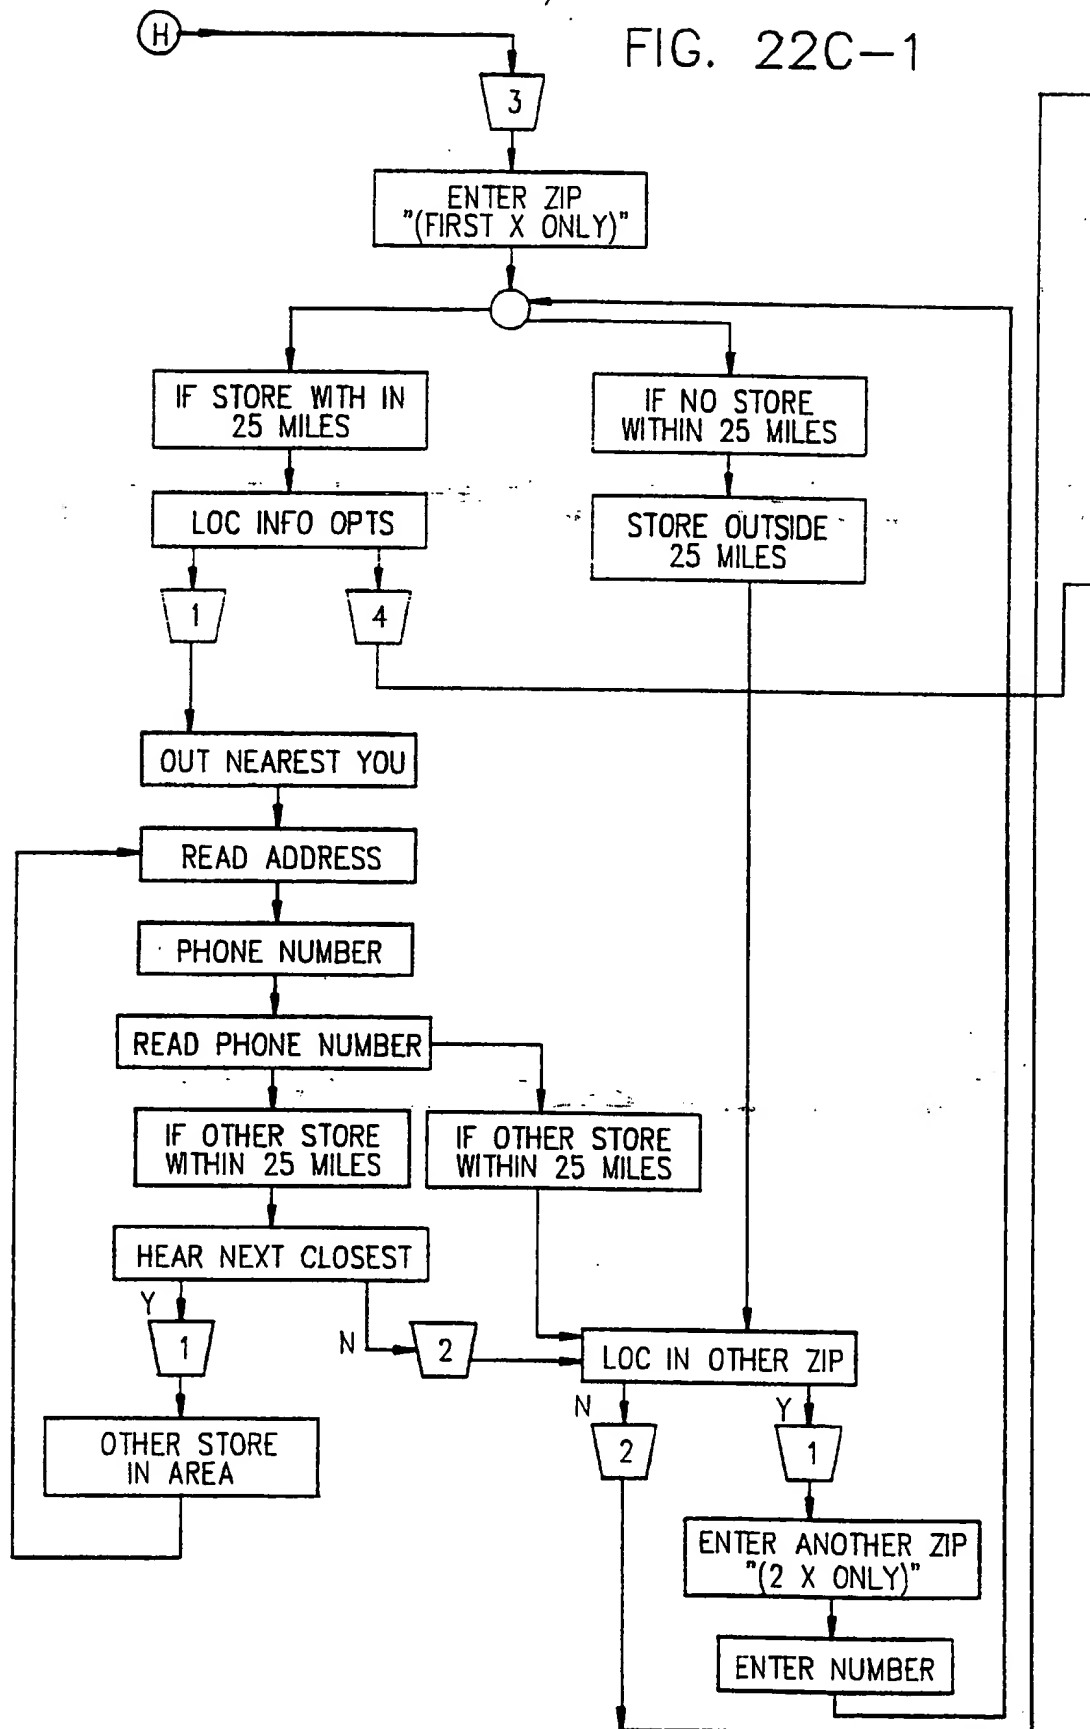 H
FIG. 22C-1
3
ENTER ZIP
"(FIRST X ONLY)"
IF STORE WITH IN
25 MILES
IF NO STORE
WITHIN 25 MILES
LOC INFO OPTS
STORE OUTSIDE
25 MILES
1
4
OUT NEAREST YOU
READ ADDRESS
PHONE NUMBER
READ PHONE NUMBER
IF OTHER STORE
WITHIN 25 MILES
IF OTHER STORE
WITHIN 25 MILES
HEAR NEXT CLOSEST
Y
1
N
2
LOC IN OTHER ZIP
OTHER STORE
IN AREA
N
2
Y
1
ENTER ANOTHER ZIP
"(2 X ONLY)"
ENTER NUMBER